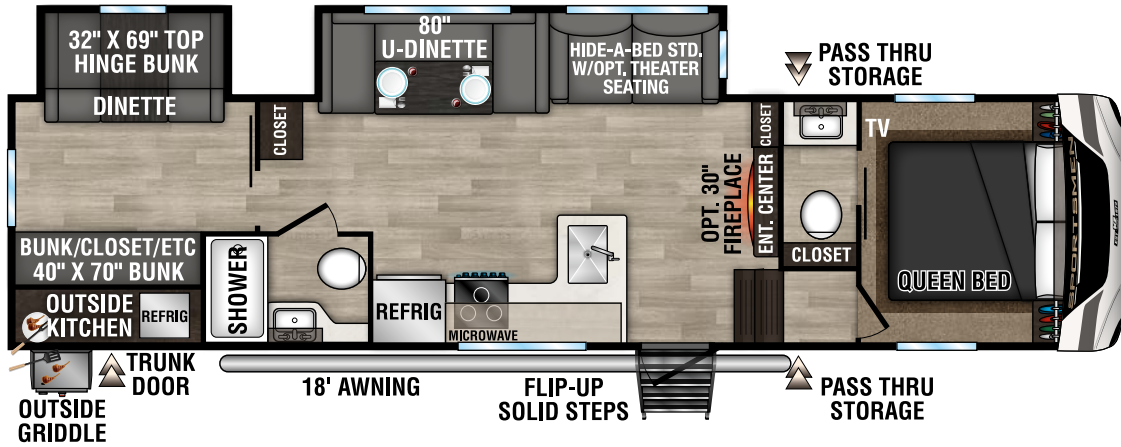 32" X 69" TOP
HINGE BUNK
DINETTE
80"
U-DINETTE
HIDE-A-BED STD.
W/OPT. THEATER
SEATING
PASS THRU
STORAGE
CLOSET
CLOSET
TV
OPT. 30"
FIREPLACE
ENT. CENTER
CLOSET
QUEEN BED
SPORTSMEN
BUNK/CLOSET/ETC
40" X 70" BUNK
OUTSIDE
KITCHEN
REFRIG
SHOWER
REFRIG
MICROWAVE
TRUNK
DOOR
18' AWNING
FLIP-UP
SOLID STEPS
PASS THRU
STORAGE
OUTSIDE
GRIDDLE